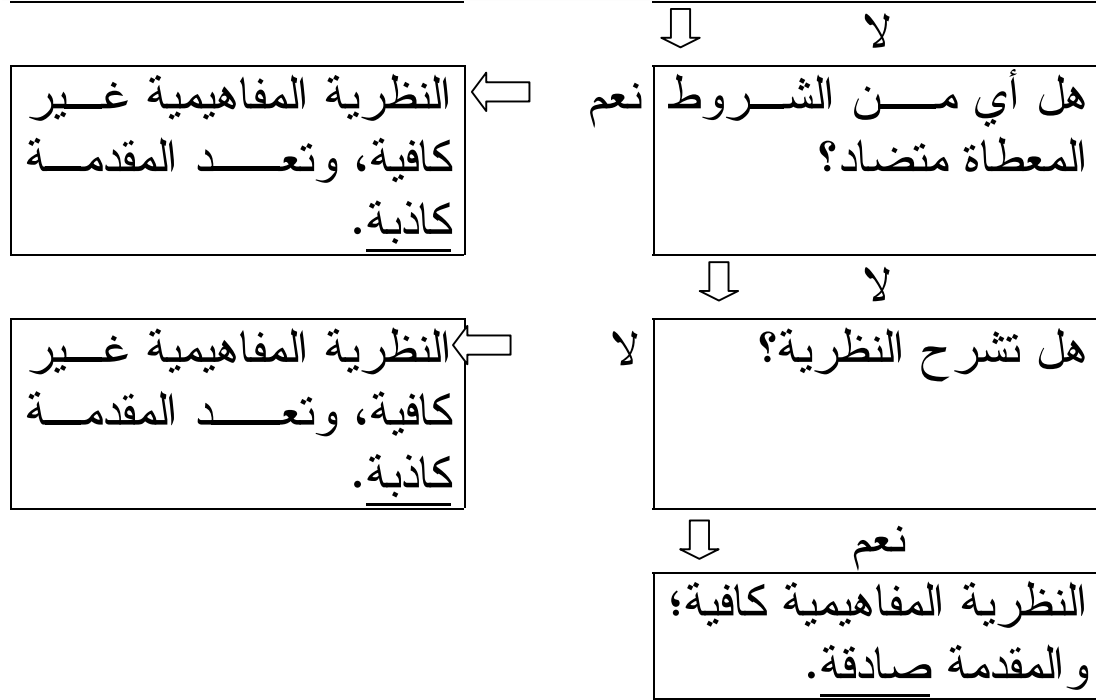 لا
هل أي من الشروط
المعطاة متضاد؟
نعم
النظرية المفاهيمية غير
كافية، وتعد المقدمة
كاذبة.
لا
هل تشرح النظرية؟
لا
النظرية المفاهيمية غير
كافية، وتعد المقدمة
كاذبة.
نعم
النظرية المفاهيمية كافية؛
والمقدمة صادقة.